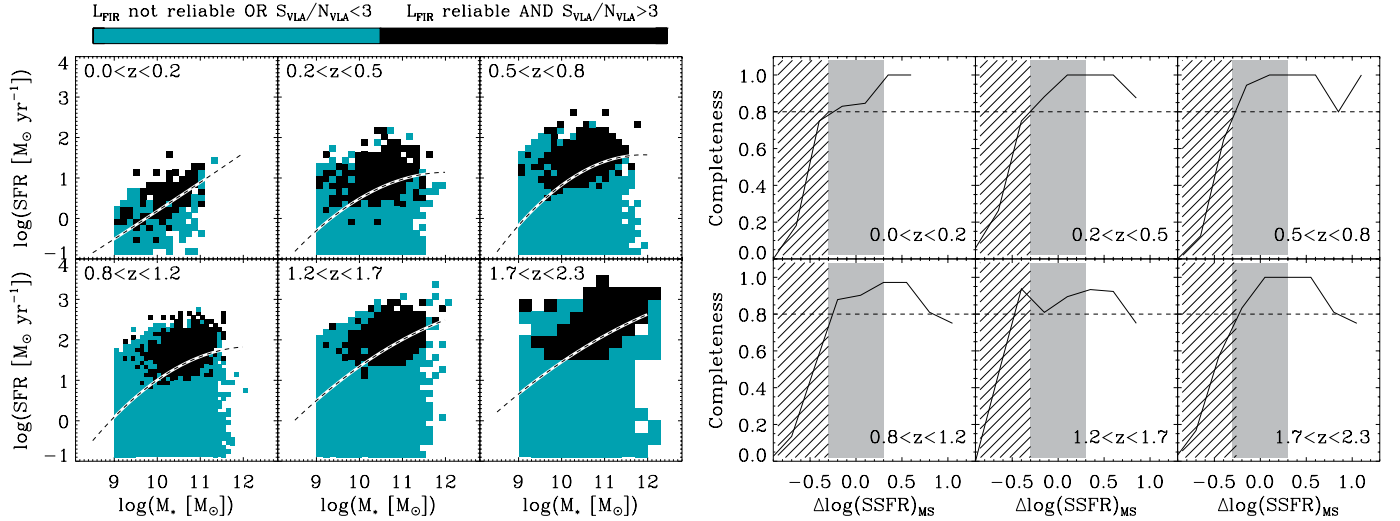 L_FIR not reliable OR S_VLA/N_VLA<3 L_FIR reliable AND S_VLA/N_VLA>3
0.0<z<0.2 0.2<z<0.5 0.5<z<0.8
4
3
2
1
0
−1
log(SFR [M⊙ yr⁻¹])
0.8<z<1.2 1.2<z<1.7 1.7<z<2.3
4
3
2
1
0
−1
log(SFR [M⊙ yr⁻¹])
9 10 11 12 9 10 11 12 9 10 11 12
log(M* [M⊙]) log(M* [M⊙]) log(M* [M⊙])
1.0
0.8
0.6
0.4
0.2
0.0
Completeness
0.0<z<0.2 0.2<z<0.5 0.5<z<0.8
1.0
0.8
0.6
0.4
0.2
0.0
Completeness
0.8<z<1.2 1.2<z<1.7 1.7<z<2.3
−0.5 0.0 0.5 1.0 −0.5 0.0 0.5 1.0 −0.5 0.0 0.5 1.0
Δlog(SSFR)_MS Δlog(SSFR)_MS Δlog(SSFR)_MS